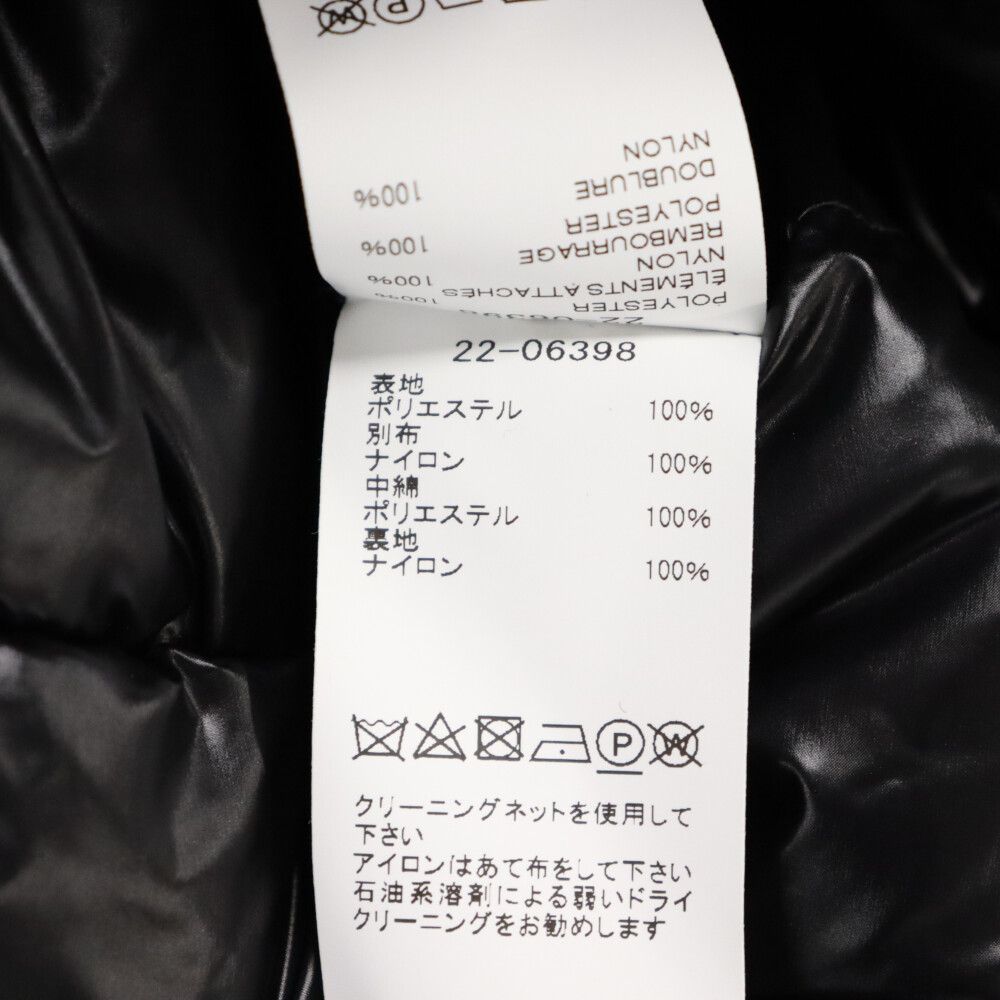 22-06398
POLYESTER 100%
ÉLÉMENTS ATTACHÉS
NYLON 100%
REMBOURRAGE
POLYESTER 100%
DOUBLURE
NYLON 100%
P W
22-06398
表地
ポリエステル 100%
別布
ナイロン 100%
中綿
ポリエステル 100%
裏地
ナイロン 100%
P W
クリーニングネットを使用して
下さい
アイロンはあて布をして下さい
石油系溶剤による弱いドライ
クリーニングをお勧めします